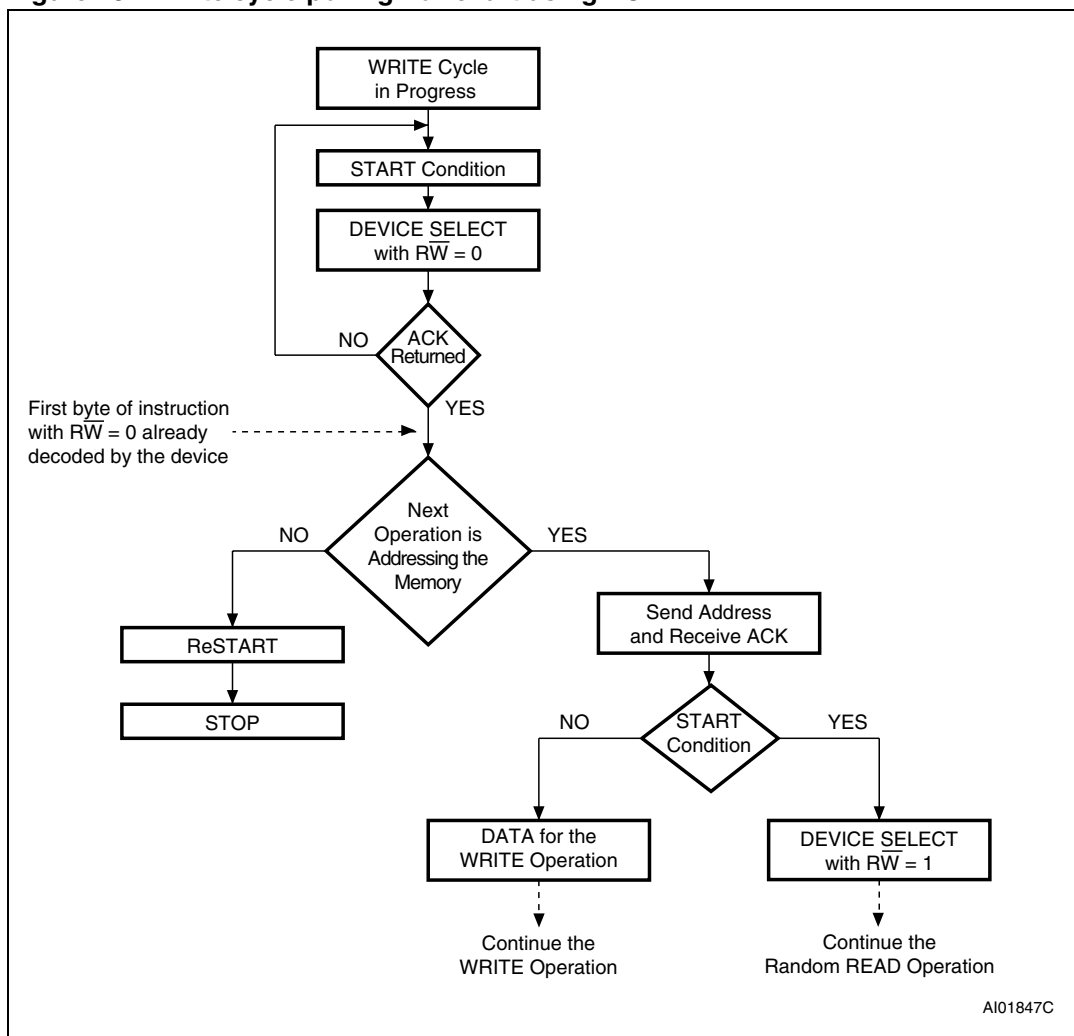 WRITE Cycle
in Progress
START Condition
DEVICE SELECT
with RW̅ = 0
NO
ACK
Returned
YES
First byte of instruction
with RW̅ = 0 already
decoded by the device
Next
Operation is
Addressing the
Memory
NO
YES
Send Address
and Receive ACK
ReSTART
STOP
START
Condition
NO
YES
DATA for the
WRITE Operation
DEVICE SELECT
with RW̅ = 1
Continue the
WRITE Operation
Continue the
Random READ Operation
AI01847C